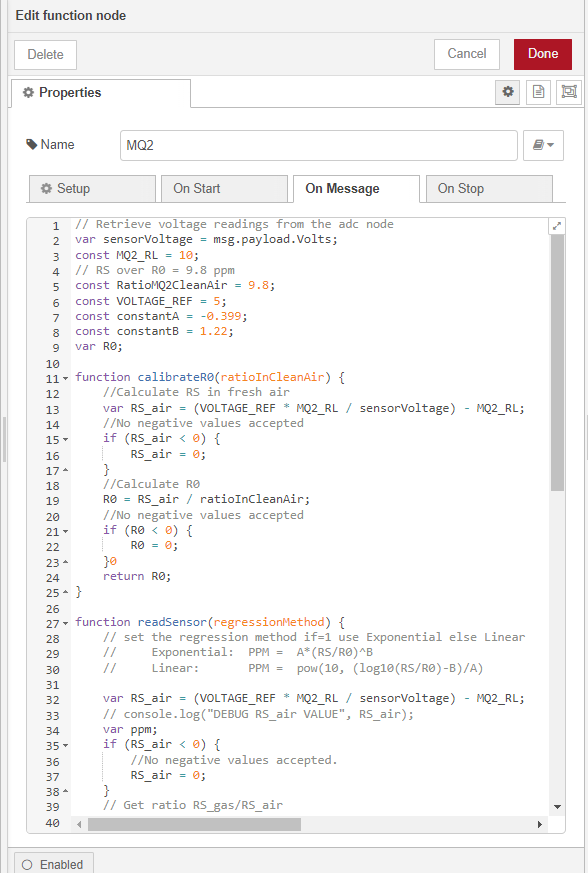 Edit function node
Delete
Cancel
Done
Properties
Name
MQ2
Setup
On Start
On Message
On Stop
1 // Retrieve voltage readings from the adc node
2 var sensorVoltage = msg.payload.Volts;
3 const MQ2_RL = 10;
4 // RS over R0 = 9.8 ppm
5 const RatioMQ2CleanAir = 9.8;
6 const VOLTAGE_REF = 5;
7 const constantA = -0.399;
8 const constantB = 1.22;
9 var R0;
10
11 function calibrateR0(ratioInCleanAir) {
12     //Calculate RS in fresh air
13     var RS_air = (VOLTAGE_REF * MQ2_RL / sensorVoltage) - MQ2_RL;
14     //No negative values accepted
15     if (RS_air < 0) {
16         RS_air = 0;
17     }
18     //Calculate R0
19     R0 = RS_air / ratioInCleanAir;
20     //No negative values accepted
21     if (R0 < 0) {
22         R0 = 0;
23     }0
24     return R0;
25 }
26
27 function readSensor(regressionMethod) {
28     // set the regression method if=1 use Exponential else Linear
29     //     Exponential:  PPM =  A*(RS/R0)^B
30     //     Linear:       PPM =  pow(10, (log10(RS/R0)-B)/A)
31
32     var RS_air = (VOLTAGE_REF * MQ2_RL / sensorVoltage) - MQ2_RL;
33     // console.log("DEBUG RS_air VALUE", RS_air);
34     var ppm;
35     if (RS_air < 0) {
36         //No negative values accepted.
37         RS_air = 0;
38     }
39     // Get ratio RS_gas/RS_air
40
Enabled